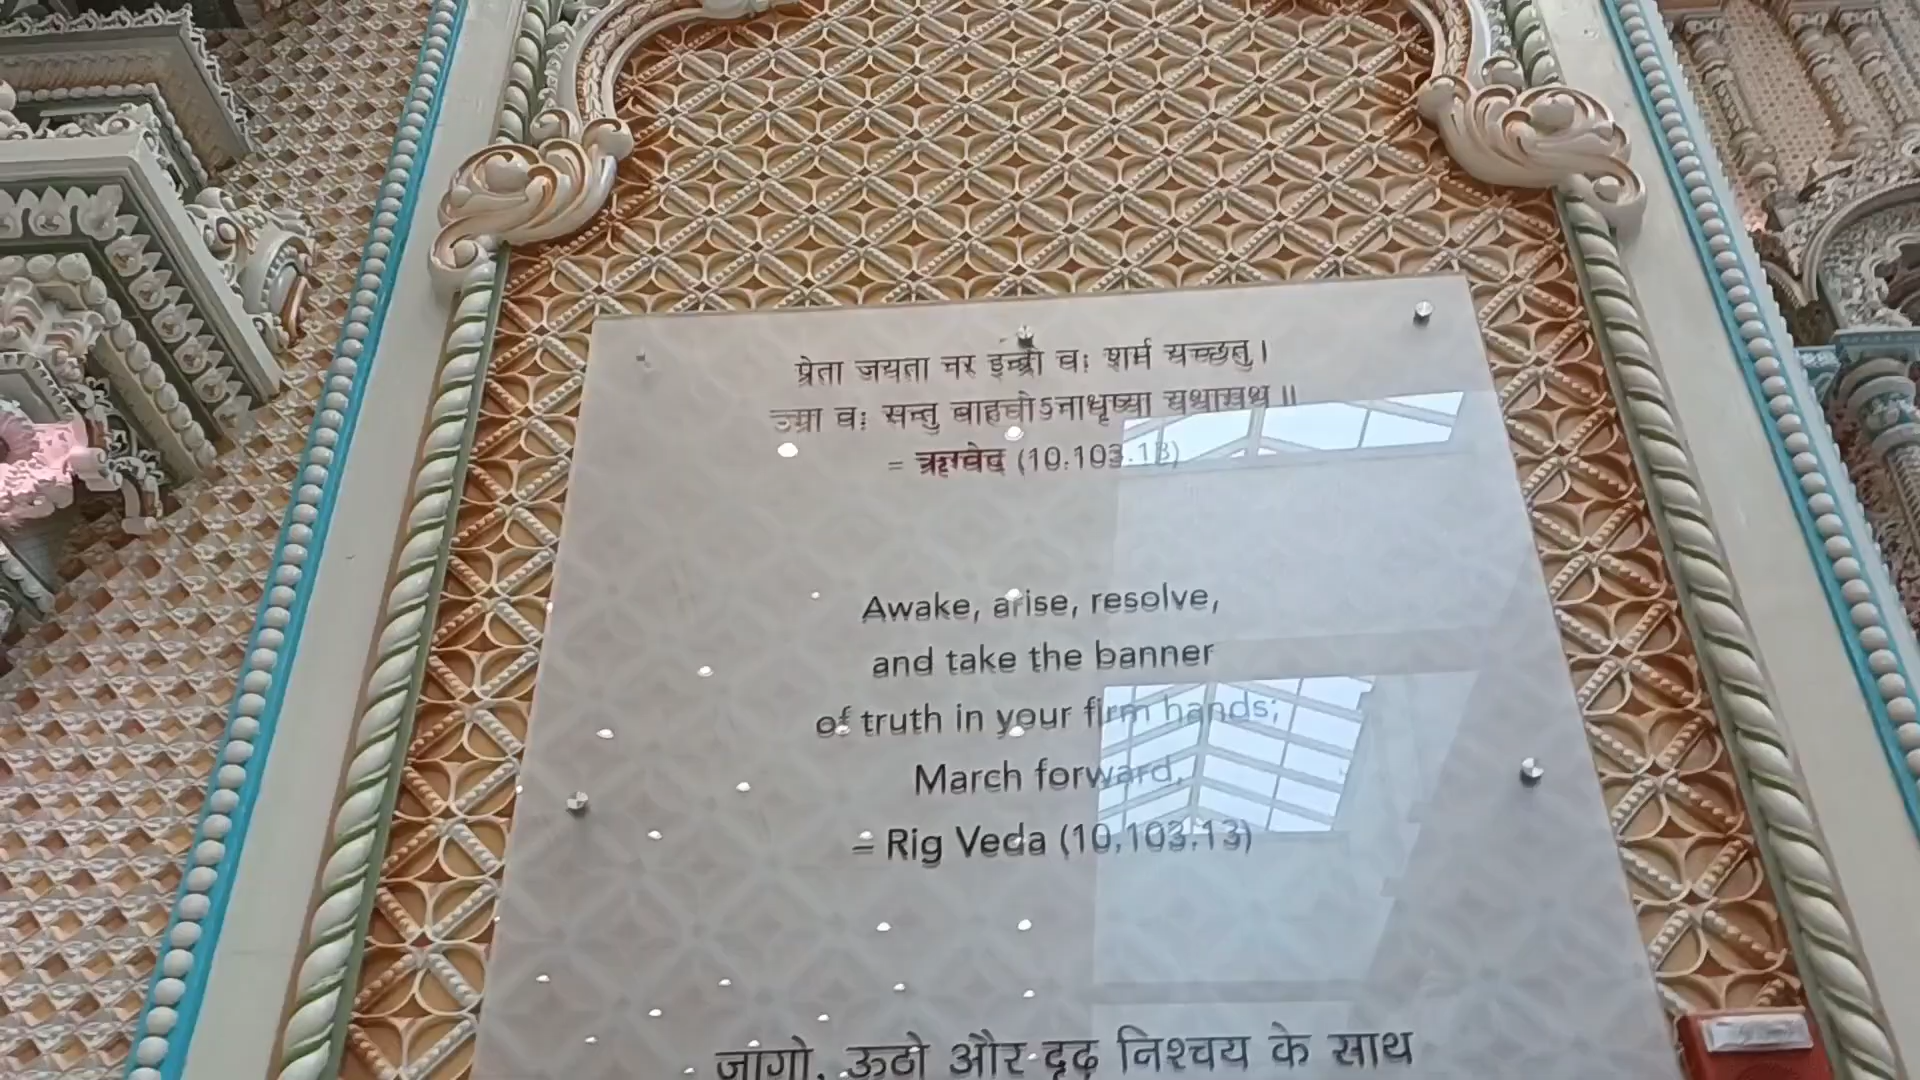 प्रेता जयता नर इन्द्रो वः शर्म यच्छतु।
उग्रा वः सन्तु बाहवोऽनाधृष्या यथासथ॥
= ऋग्वेद (10.103.13)
Awake, arise, resolve,
and take the banner
of truth in your firm hands;
March forward,
= Rig Veda (10.103.13)
जागो, ऊठो और दृढ़ निश्चय के साथ